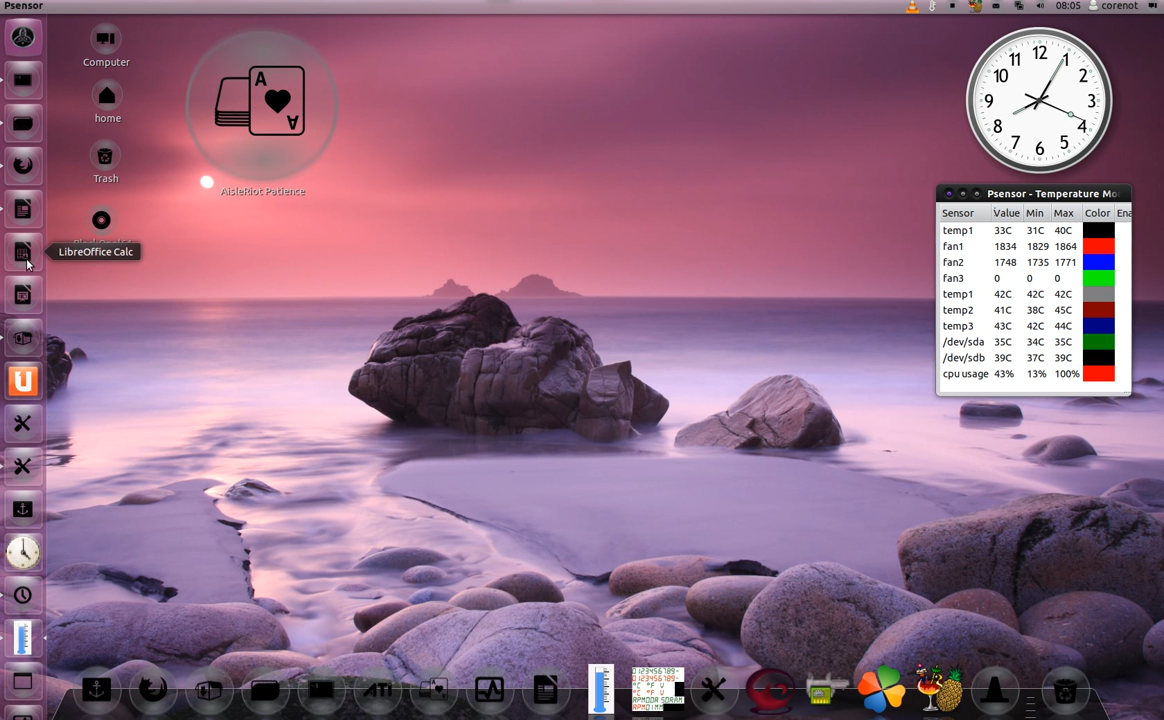 Psensor
08:05 corenot
Computer
home
Trash
AisleRiot Patience
A
A
LibreOffice Calc
U
12
1
2
3
4
5
6
7
8
9
10
11
Psensor - Temperature Mo
Sensor Value Min Max Color Ena
temp1 33C 31C 40C
fan1 1834 1829 1864
fan2 1748 1735 1771
fan3 0 0 0
temp1 42C 42C 42C
temp2 41C 38C 45C
temp3 43C 42C 44C
/dev/sda 35C 34C 35C
/dev/sdb 39C 37C 39C
cpu usage 43% 13% 100%
ATI